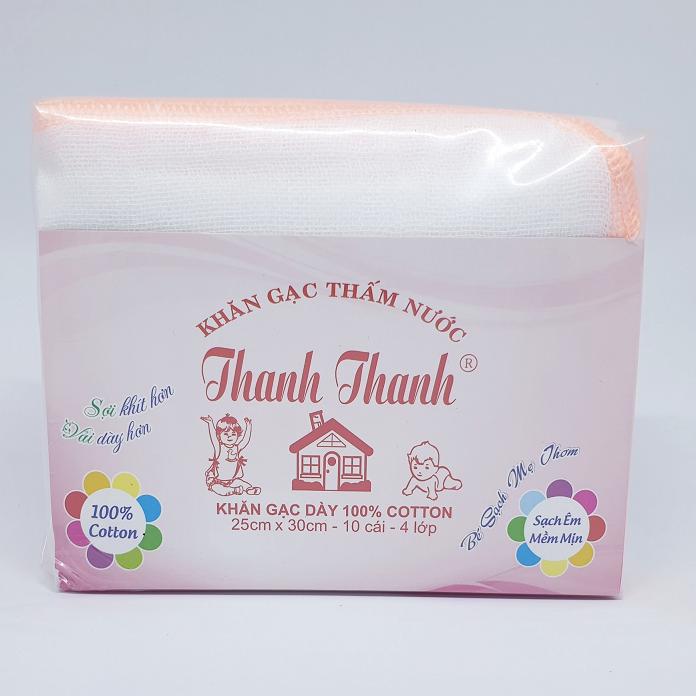 KHĂN GẠC THẤM NƯỚC
Thanh Thanh®
Sợi khít hơn
Vải dày hơn
100%
Cotton
KHĂN GẠC DÀY 100% COTTON
25cm x 30cm - 10 cái - 4 lớp
Bé Sạch Mẹ Thơm
Sạch Êm
Mềm Mịn